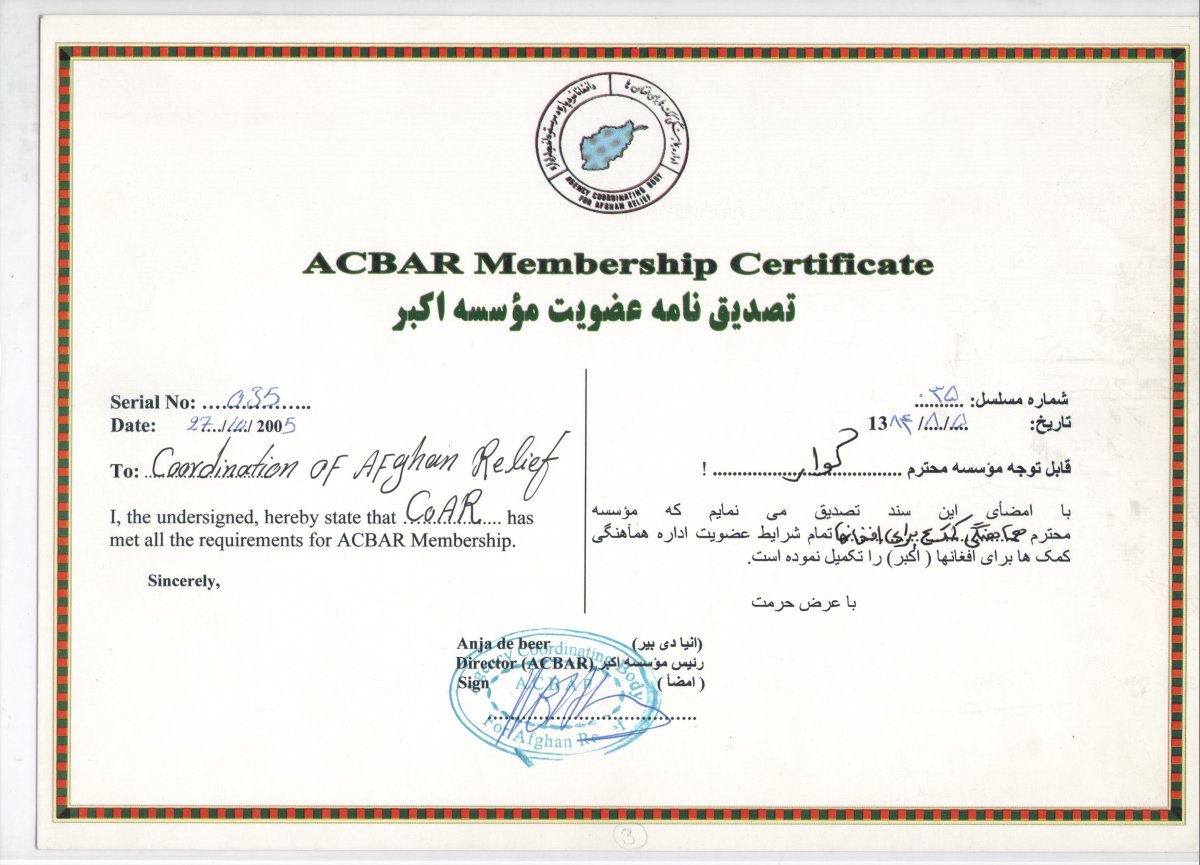 AGENCY COORDINATING BODY
FOR AFGHAN RELIEF
ACBAR Membership Certificate
تصدیق نامه عضویت مؤسسه اکبر
Serial No: ....035.......
Date: 27.../10/ 2005
To: Coordination OF AFghan Relief
I, the undersigned, hereby state that ...CoAR... has
met all the requirements for ACBAR Membership.
Sincerely,
شماره مسلسل: ۰۳۵
تاریخ: ۵/۸/13۸۴
قابل توجه مؤسسه محترم ........ کوار ........ !
با امضأی این سند تصدیق می نمایم که مؤسسه
محترم هماهنگی کمک برای افغانها تمام شرایط عضویت اداره همآهنگی
کمک ها برای افغانها ( اکبر) را تکمیل نموده است.
با عرض حرمت
Anja de beer (انیا دی بیر)
Director (ACBAR) رئیس مؤسسه اکبر
Sign ( امضأ )
Agency Coordinating Body
ACBAR
For Afghan Relief
3